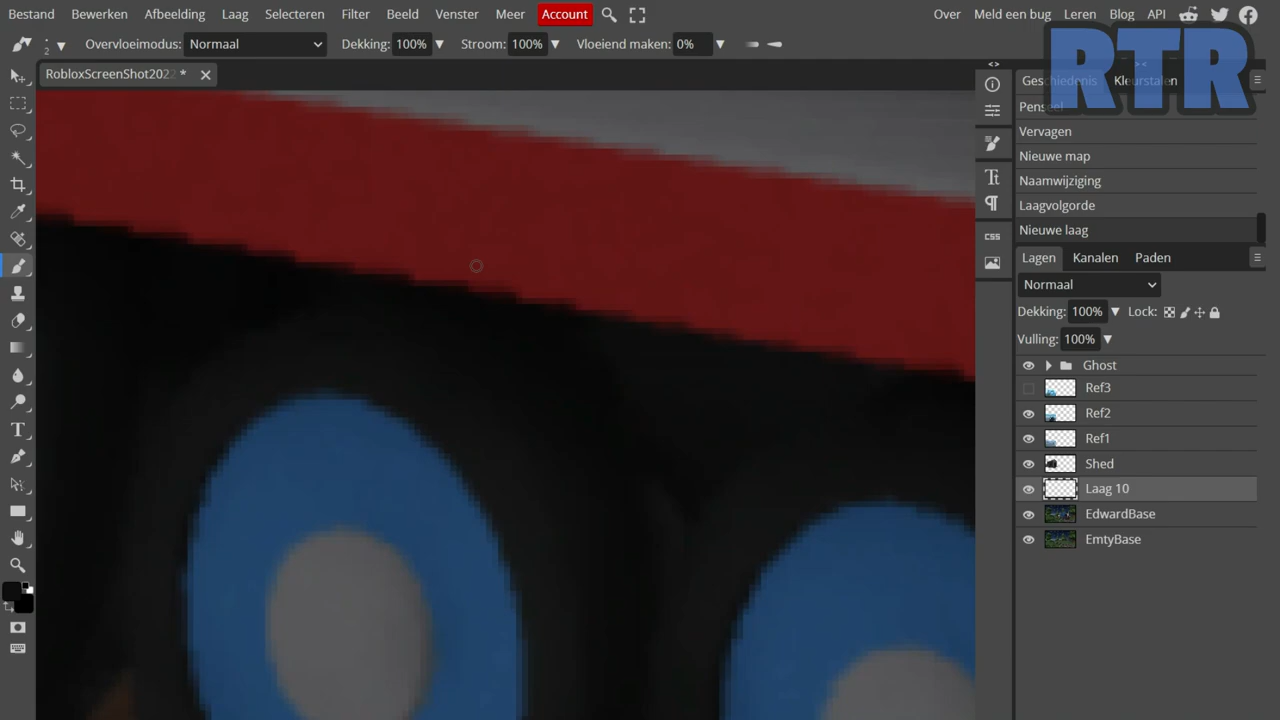 Bestand Bewerken Afbeelding Laag Selecteren Filter Beeld Venster Meer Account Over Meld een bug Leren Blog API
2 Overvloeimodus: Normaal Dekking: 100% Stroom: 100% Vloeiend maken: 0%
RTR
RobloxScreenShot202 *
Geschiedenis Kleurstalen
Penseel
Vervagen
Nieuwe map
Naamwijziging
Laagvolgorde
Nieuwe laag
CSS
Lagen Kanalen Paden
Normaal
Dekking: 100% Lock:
Vulling: 100%
Ghost
Ref3
Ref2
Ref1
Shed
Laag 10
EdwardBase
EmtyBase